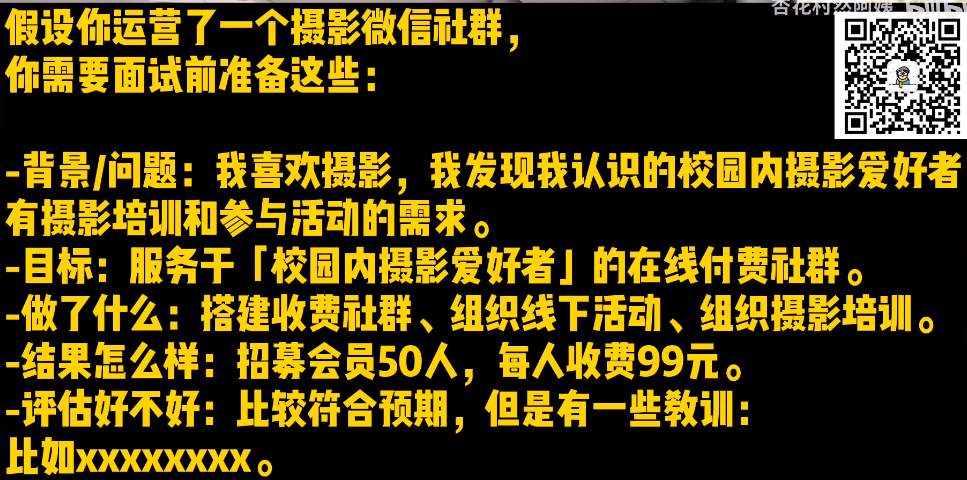 杏花村然阿姨
假设你运营了一个摄影微信社群，
你需要面试前准备这些：
-背景/问题：我喜欢摄影，我发现我认识的校园内摄影爱好者
有摄影培训和参与活动的需求。
-目标：服务于「校园内摄影爱好者」的在线付费社群。
-做了什么：搭建收费社群、组织线下活动、组织摄影培训。
-结果怎么样：招募会员50人，每人收费99元。
-评估好不好：比较符合预期，但是有一些教训：
比如xxxxxxxx。